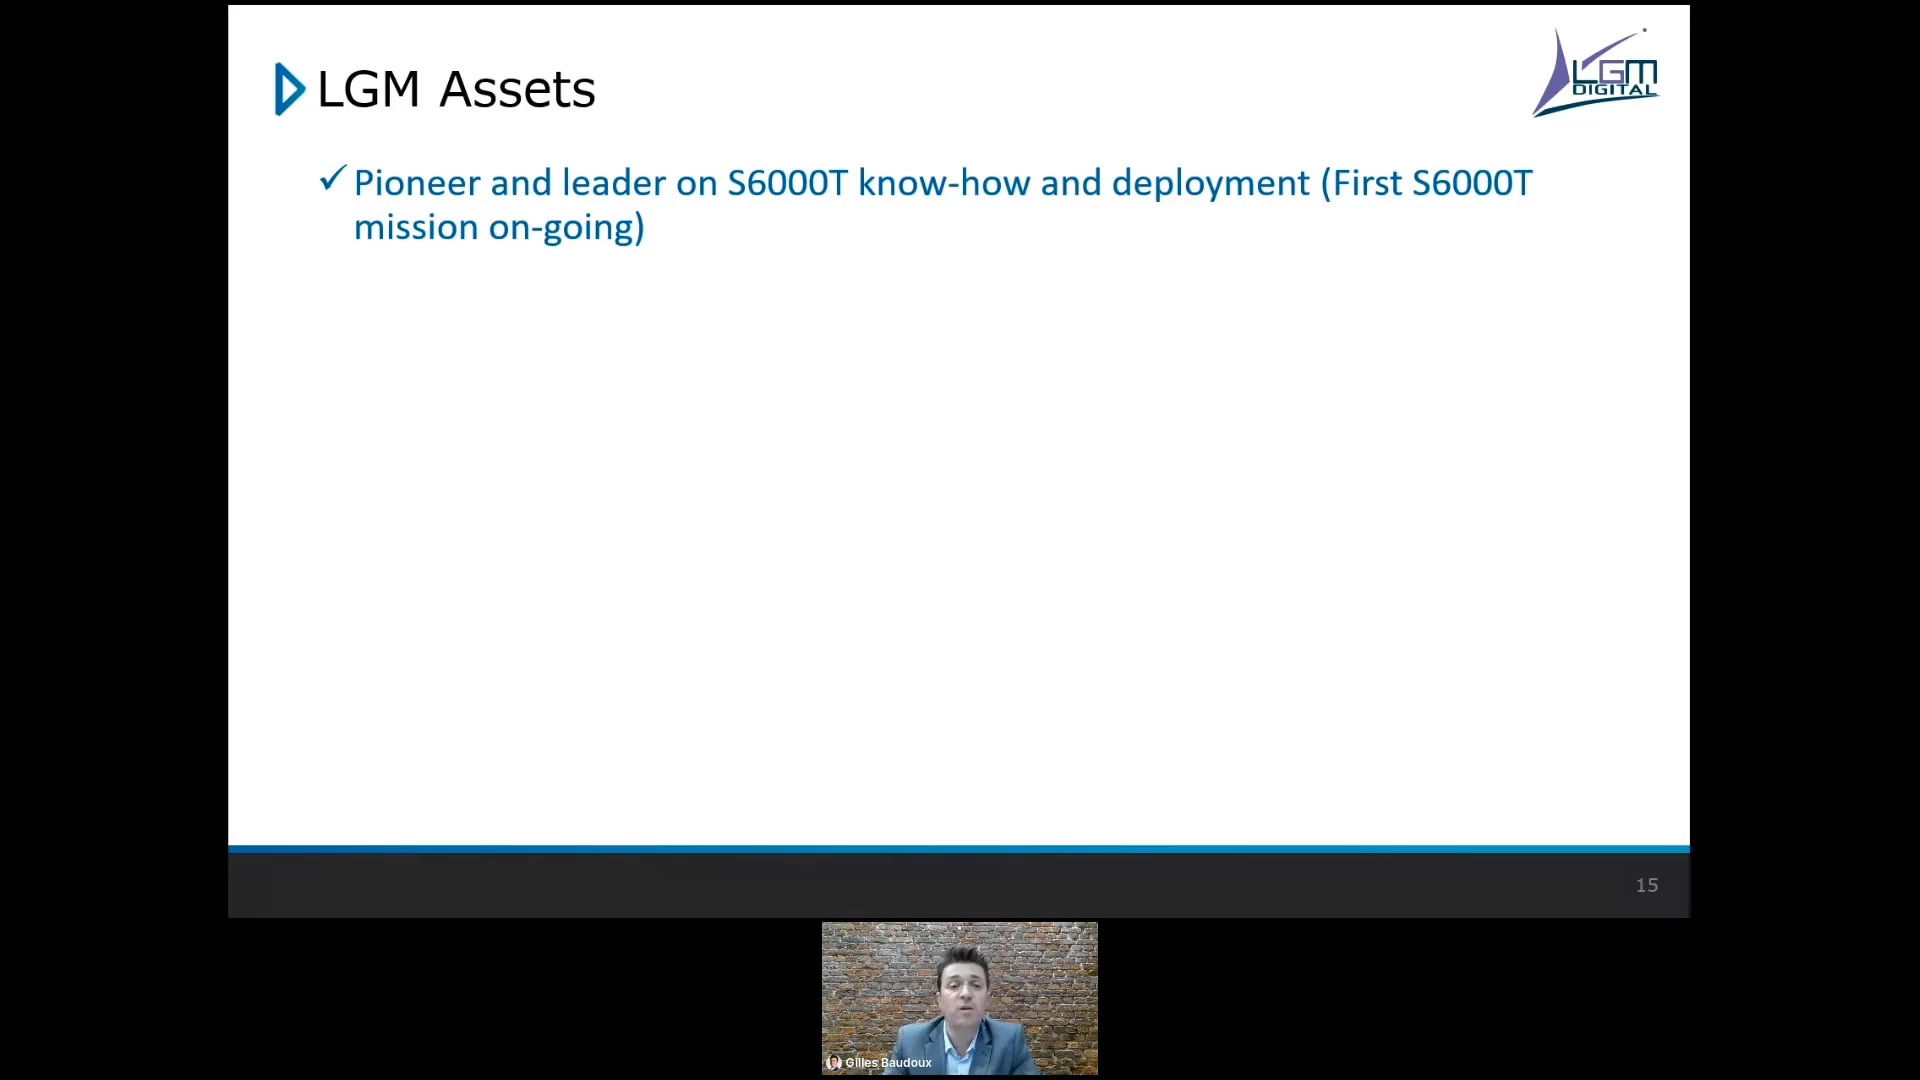 LGM Assets
LGM
DIGITAL
✓ Pioneer and leader on S6000T know-how and deployment (First S6000T
mission on-going)
15
Gilles Baudoux